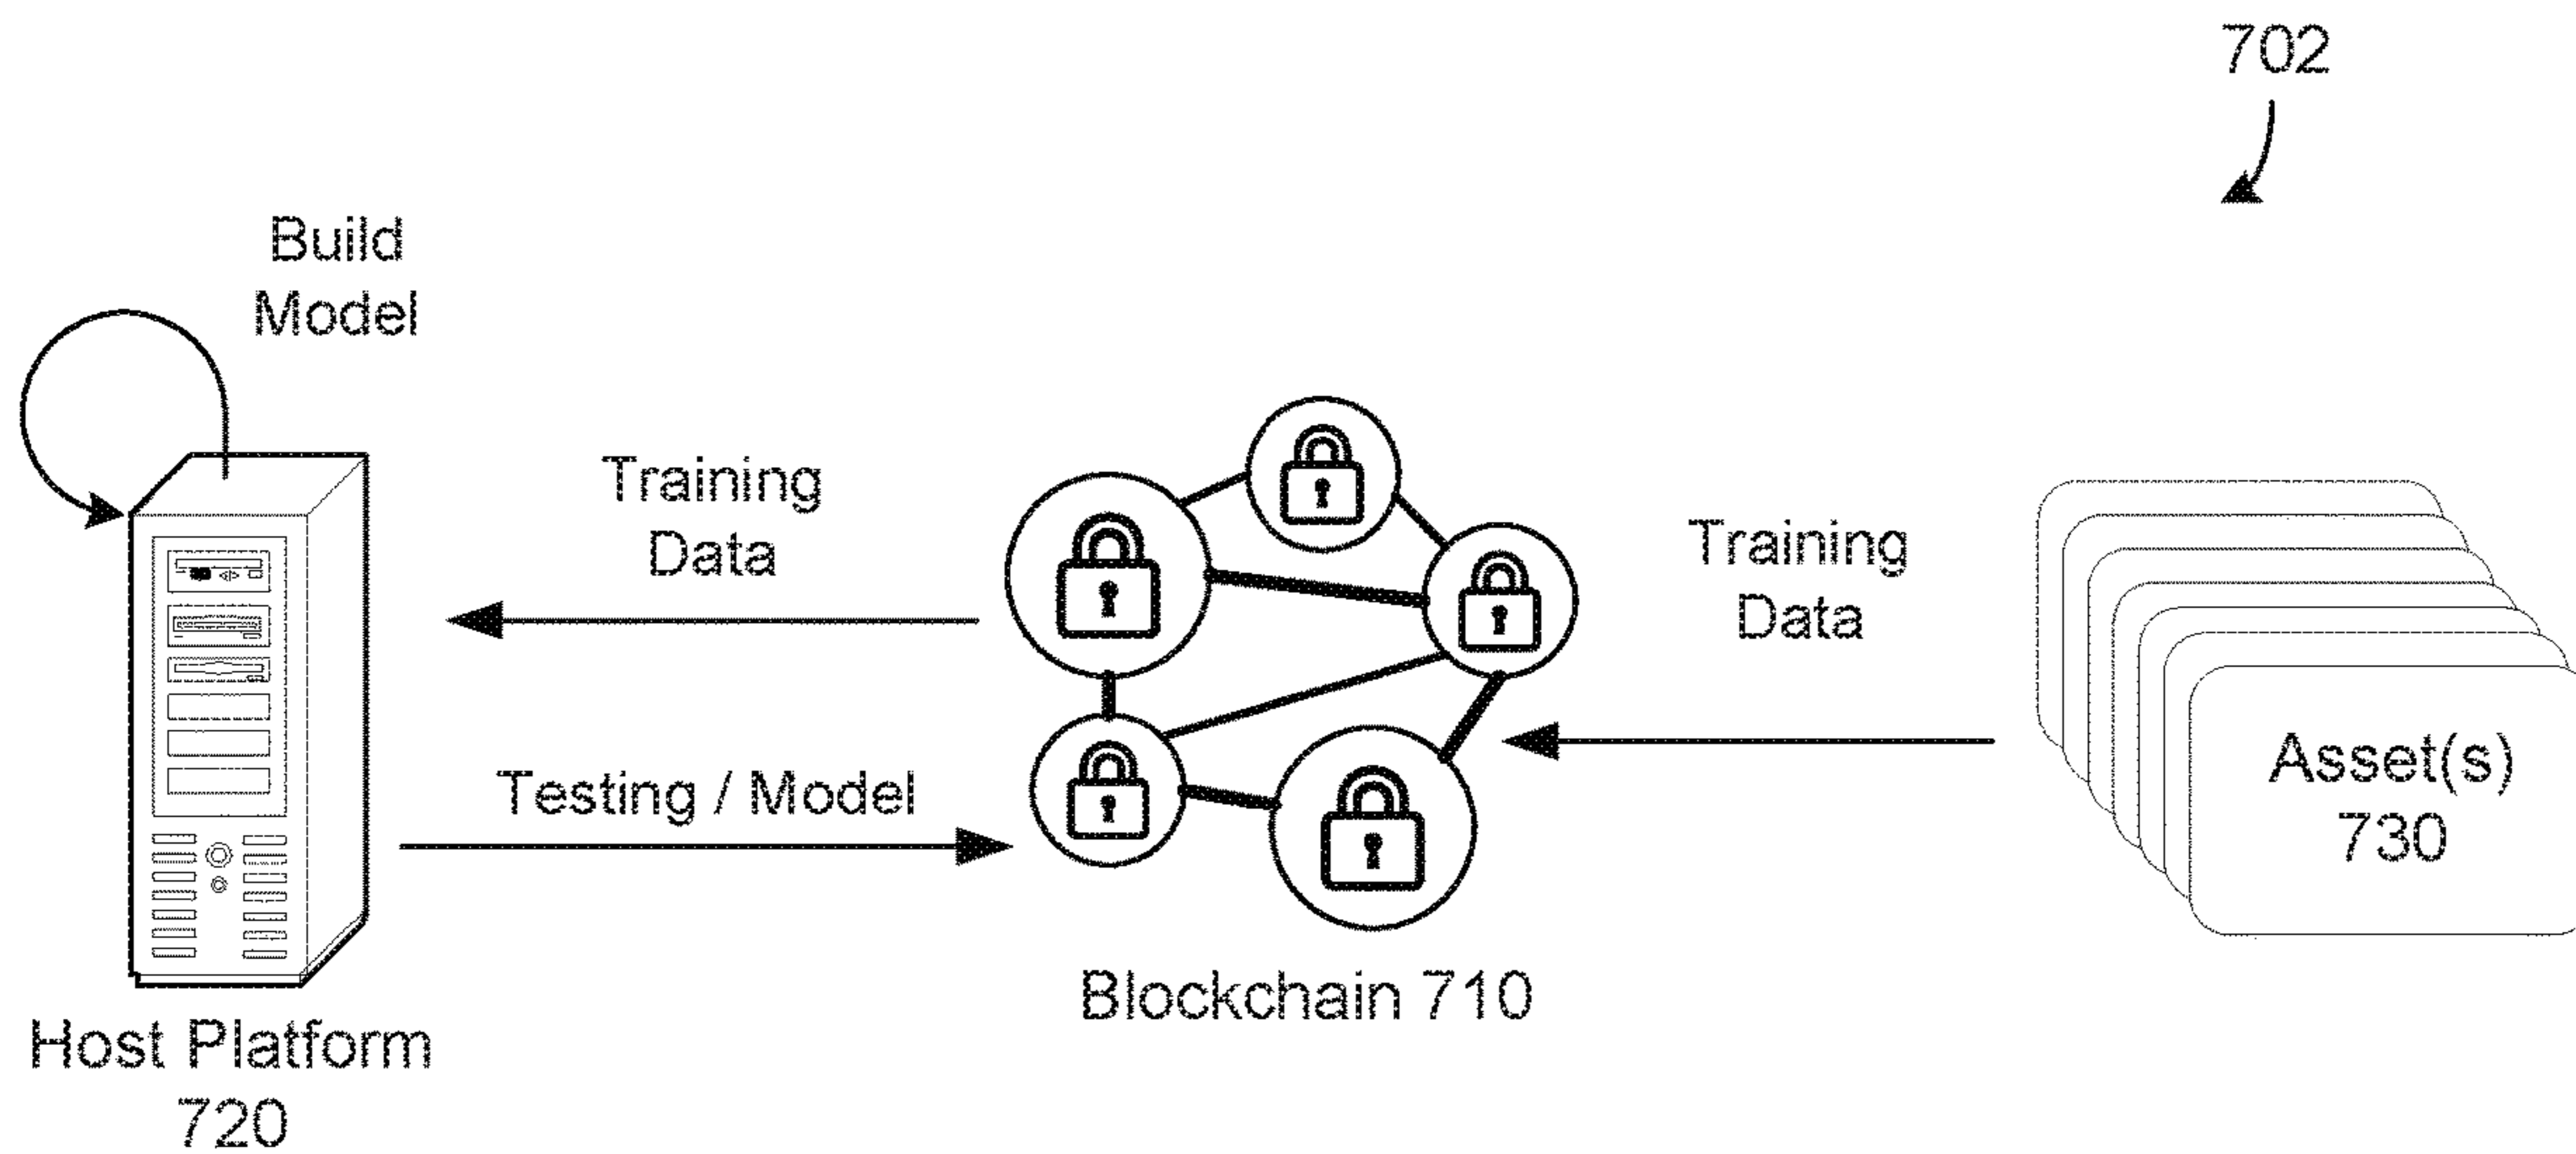 702
Build
Model
Training
Data
Training
Data
Testing / Model
Asset(s)
730
Blockchain 710
Host Platform
720